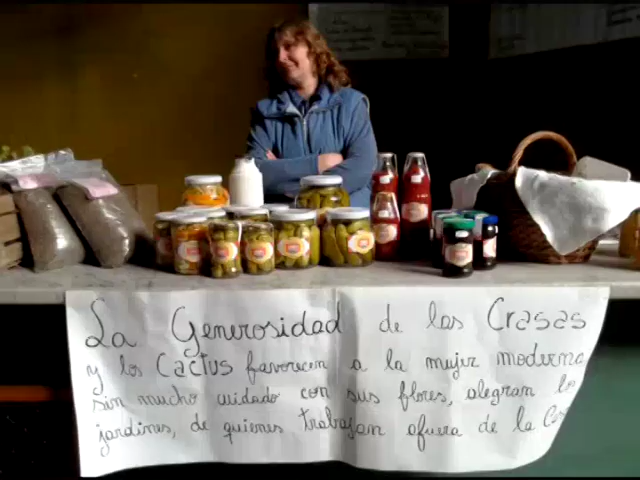 La Generosidad de las Crasas
y los Cactus favorecen a la mujer moderna
sin mucho cuidado con sus flores, alegran los
jardines, de quienes trabajan afuera de la